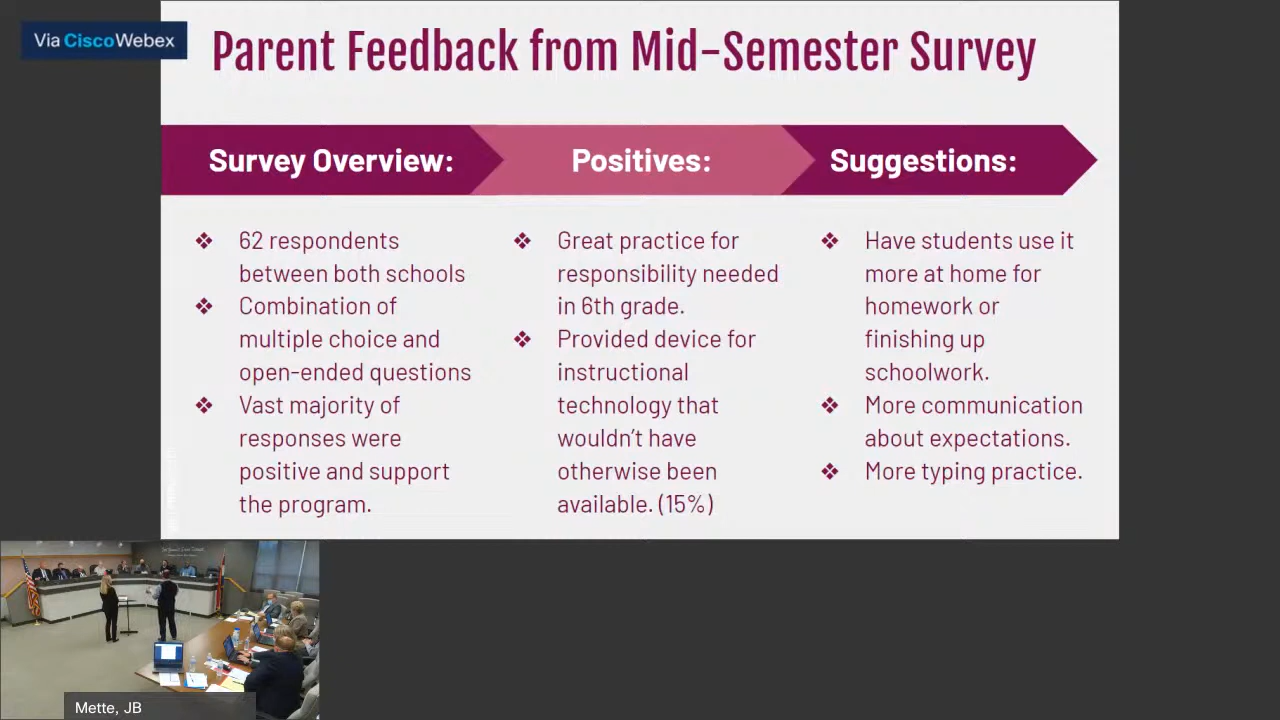 Via CiscoWebex
Parent Feedback from Mid-Semester Survey
Survey Overview:
Positives:
Suggestions:
❖ 62 respondents
between both schools
❖ Combination of
multiple choice and
open-ended questions
❖ Vast majority of
responses were
positive and support
the program.
❖ Great practice for
responsibility needed
in 6th grade.
❖ Provided device for
instructional
technology that
wouldn't have
otherwise been
available. (15%)
❖ Have students use it
more at home for
homework or
finishing up
schoolwork.
❖ More communication
about expectations.
❖ More typing practice.
Mette, JB